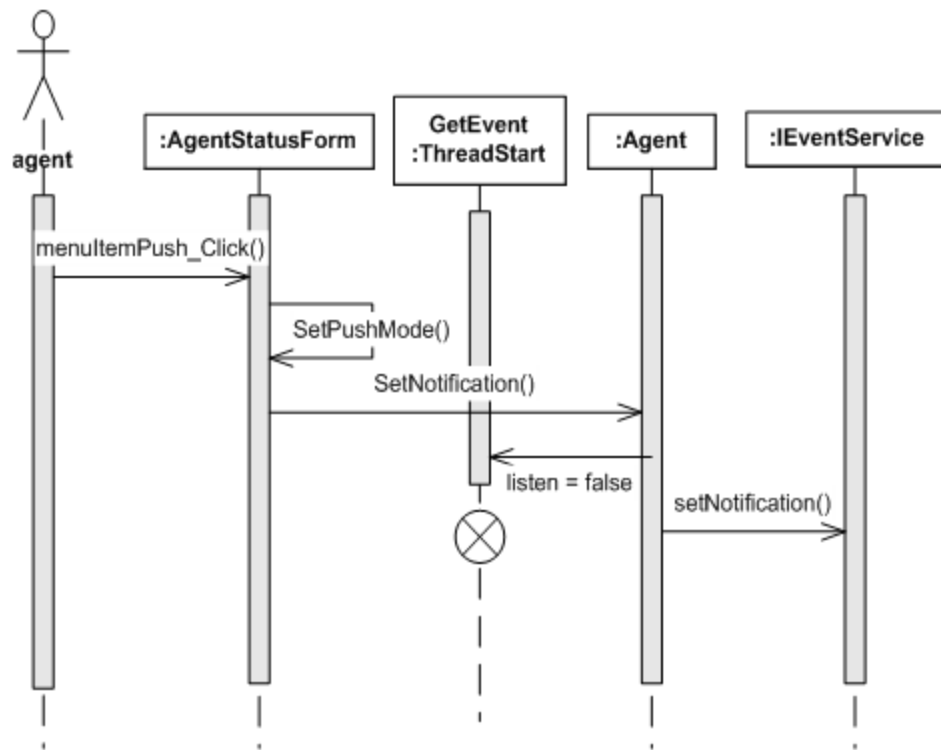 agent
:AgentStatusForm
GetEvent
:ThreadStart
:Agent
:IEventService
menuItemPush_Click()
SetPushMode()
SetNotification()
listen = false
setNotification()